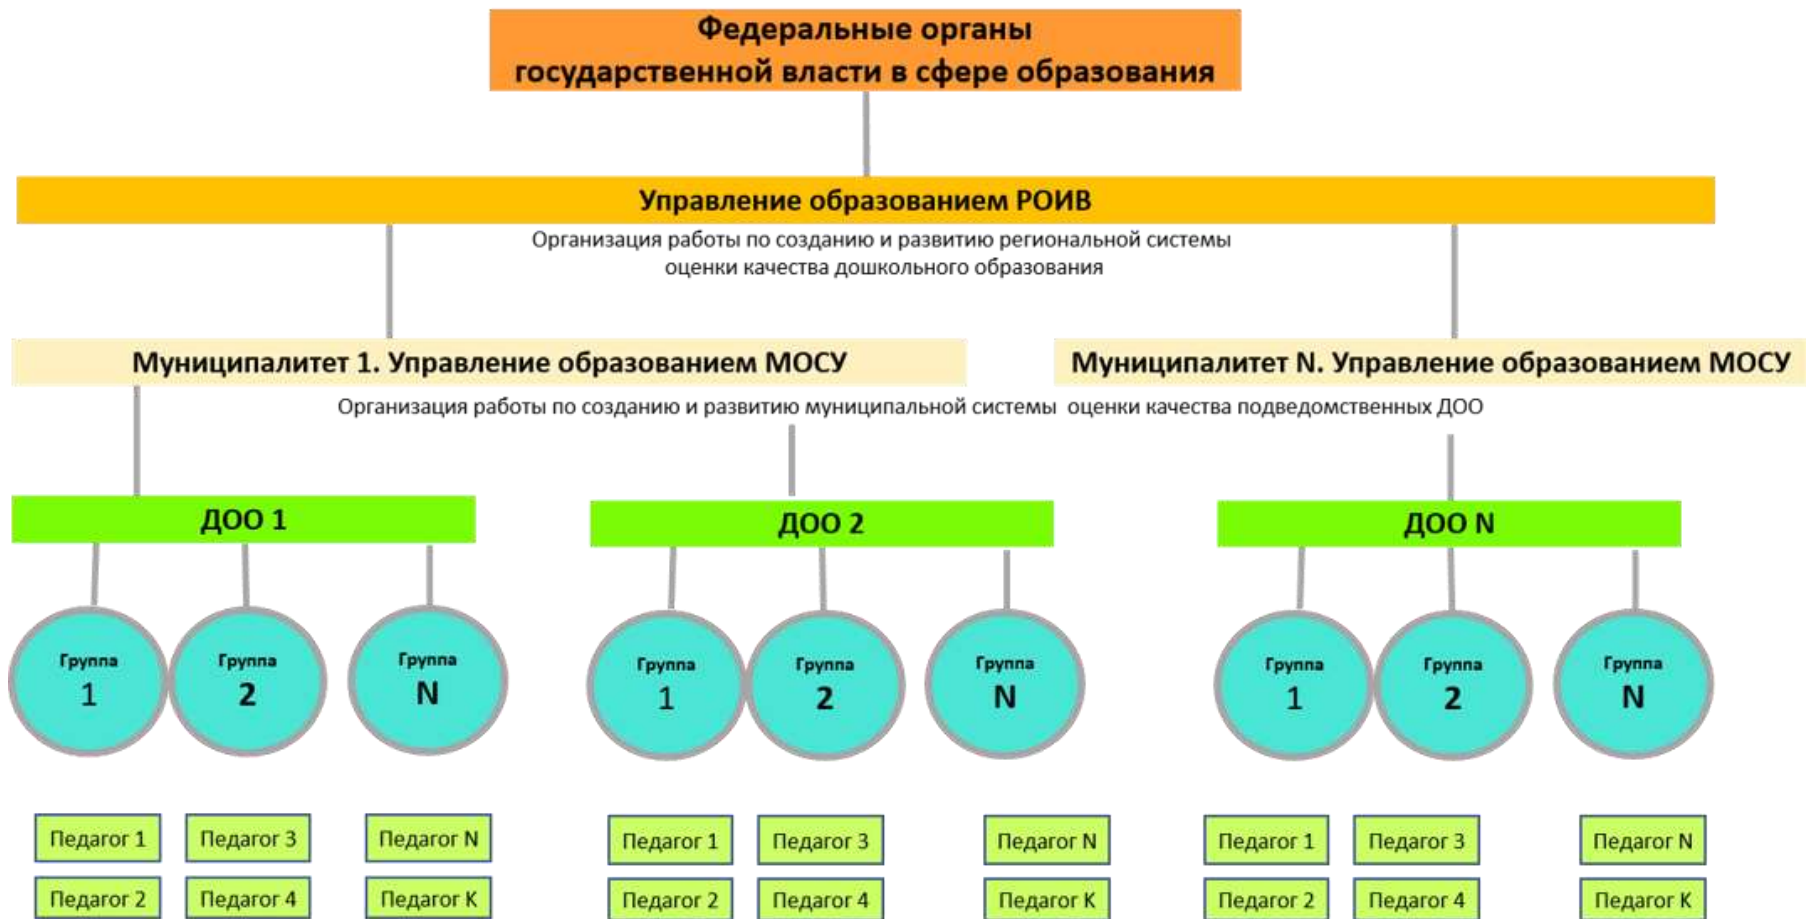 Федеральные органы
государственной власти в сфере образования
Управление образованием РОИВ
Организация работы по созданию и развитию региональной системы
оценки качества дошкольного образования
Муниципалитет 1. Управление образованием МОСУ
Муниципалитет N. Управление образованием МОСУ
Организация работы по созданию и развитию муниципальной системы оценки качества подведомственных ДОО
ДОО 1
ДОО 2
ДОО N
Группа
1
Группа
2
Группа
N
Группа
1
Группа
2
Группа
N
Группа
1
Группа
2
Группа
N
Педагог 1
Педагог 3
Педагог N
Педагог 1
Педагог 3
Педагог N
Педагог 1
Педагог 3
Педагог N
Педагог 2
Педагог 4
Педагог K
Педагог 2
Педагог 4
Педагог K
Педагог 2
Педагог 4
Педагог K